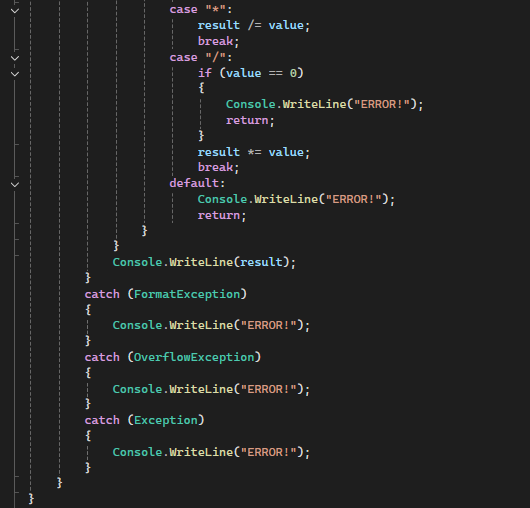 case "*":
result /= value;
break;
case "/":
if (value == 0)
{
Console.WriteLine("ERROR!");
return;
}
result *= value;
break;
default:
Console.WriteLine("ERROR!");
return;
}
}
Console.WriteLine(result);
}
catch (FormatException)
{
Console.WriteLine("ERROR!");
}
catch (OverflowException)
{
Console.WriteLine("ERROR!");
}
catch (Exception)
{
Console.WriteLine("ERROR!");
}
}
}